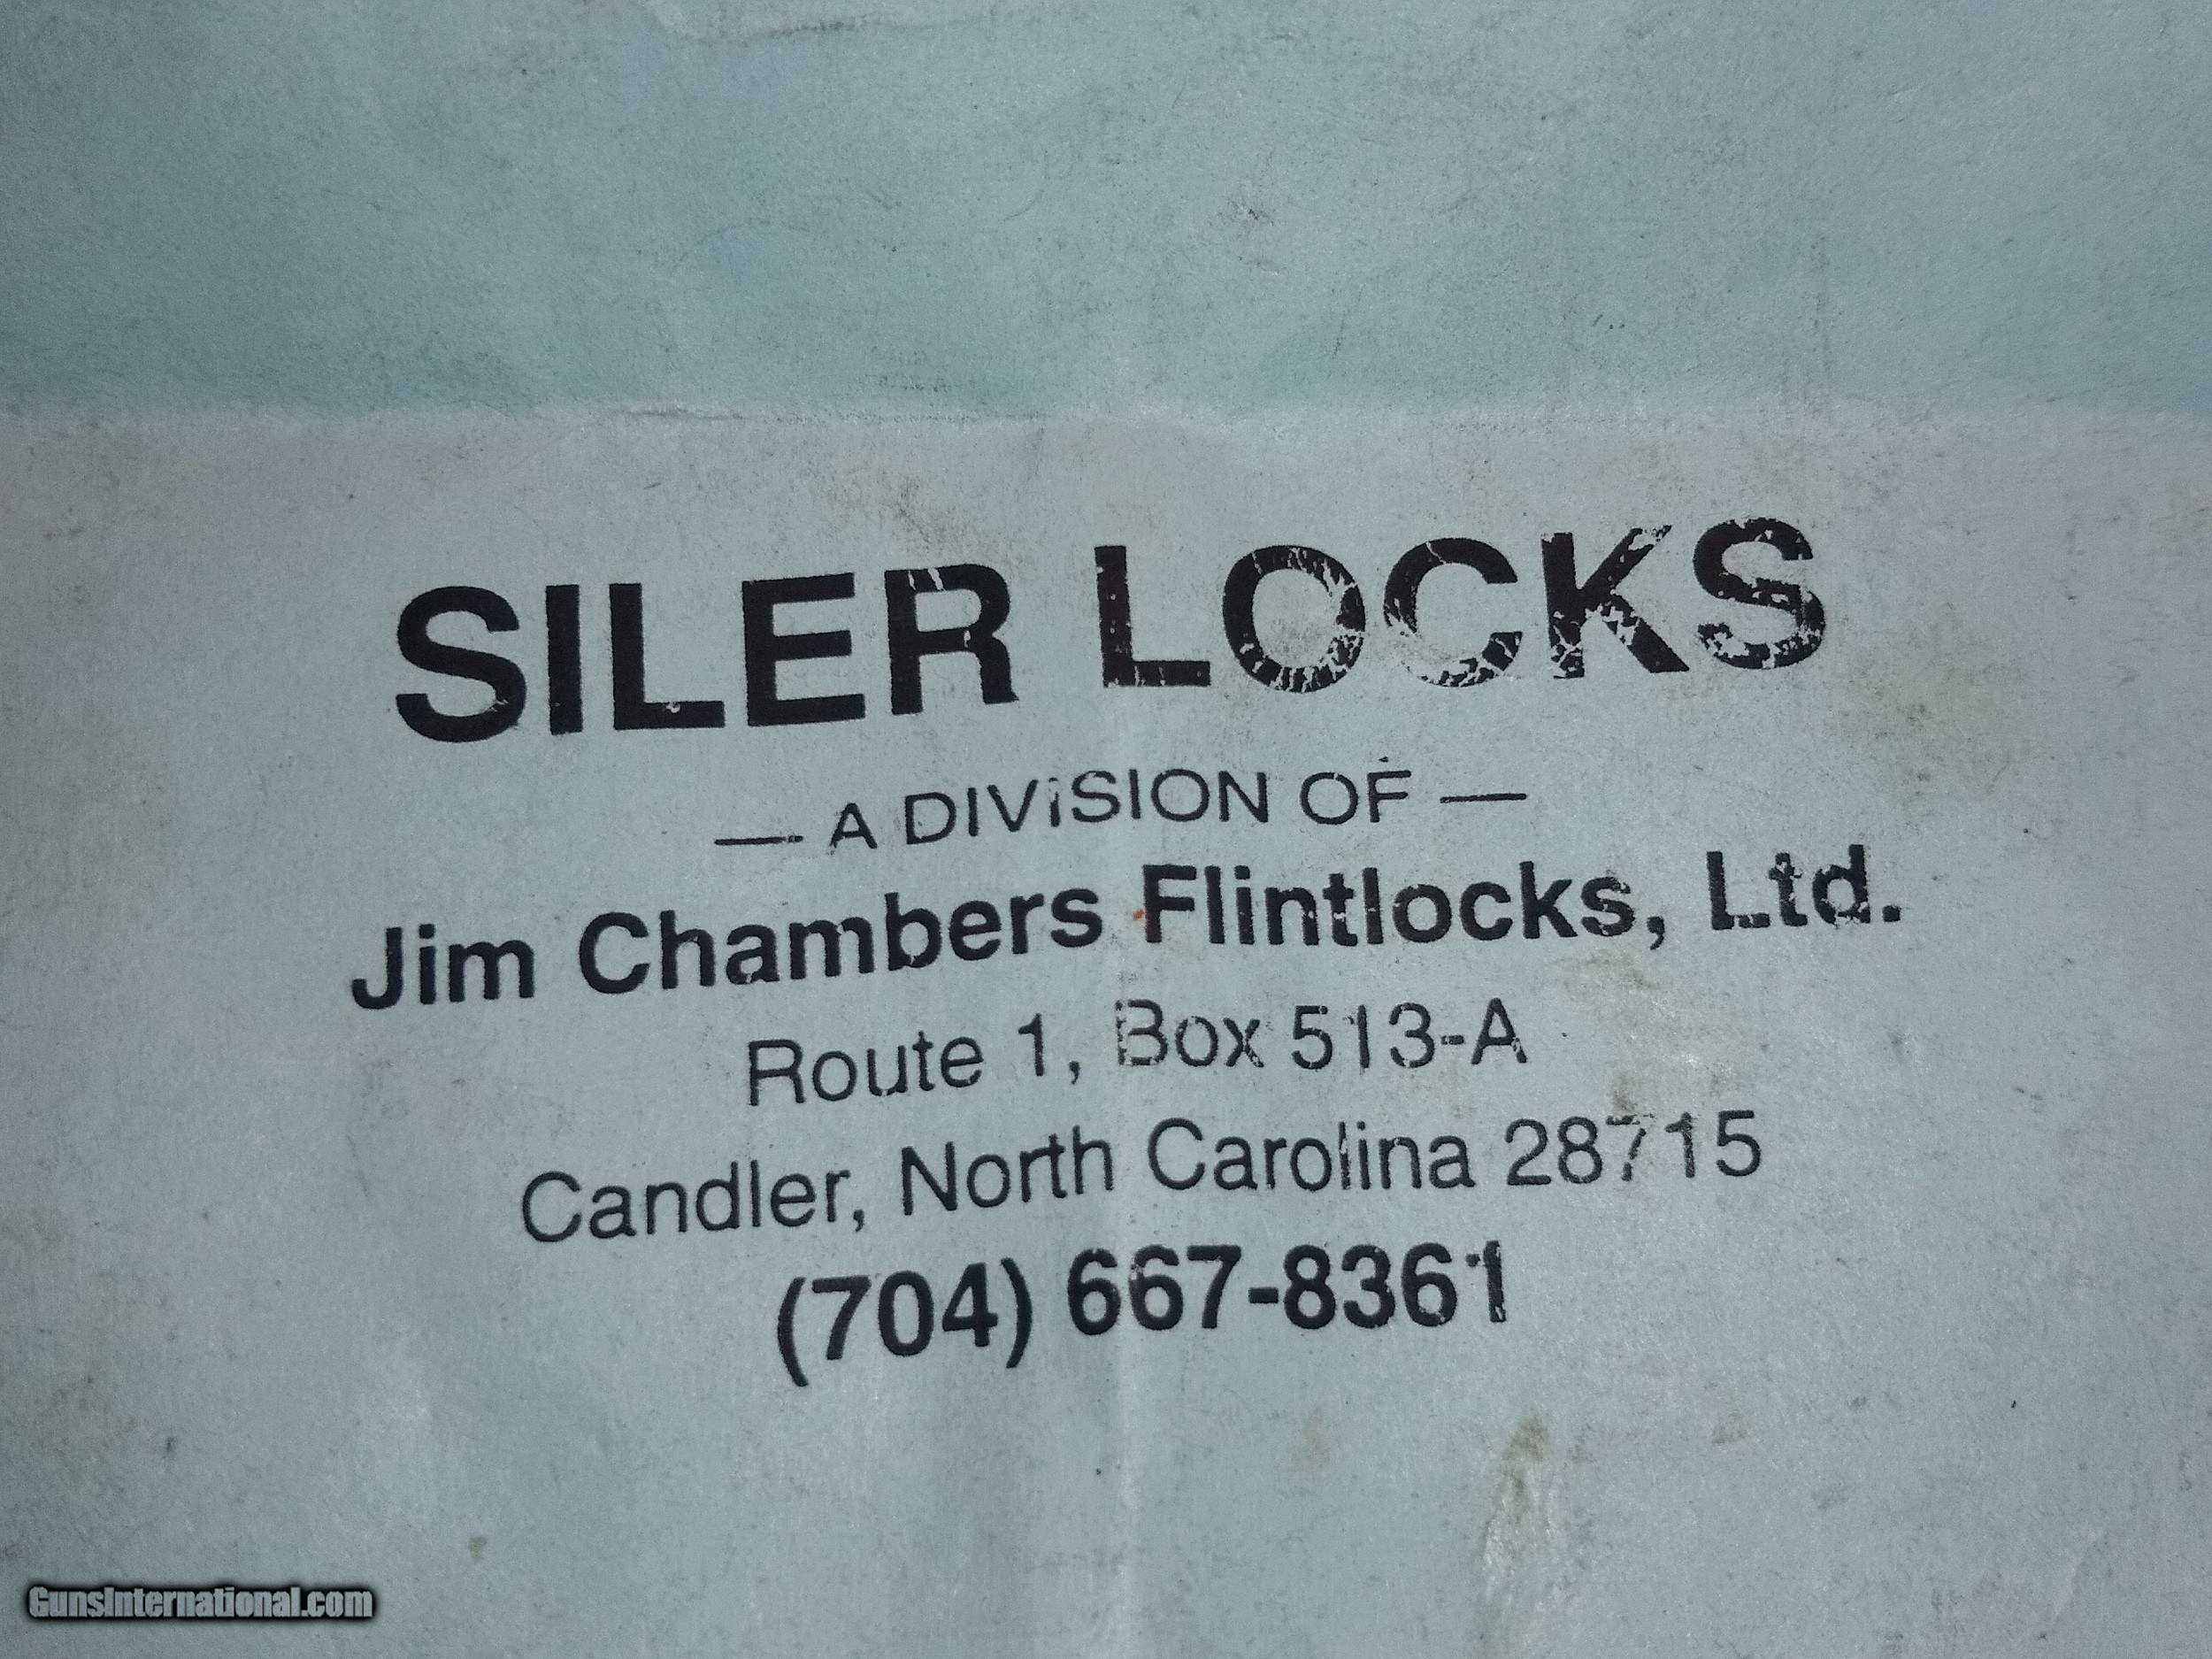 SILER LOCKS
— A DIVISION OF —
Jim Chambers Flintlocks, Ltd.
Route 1, Box 513-A
Candler, North Carolina 28715
(704) 667-8361
GunsInternational.com